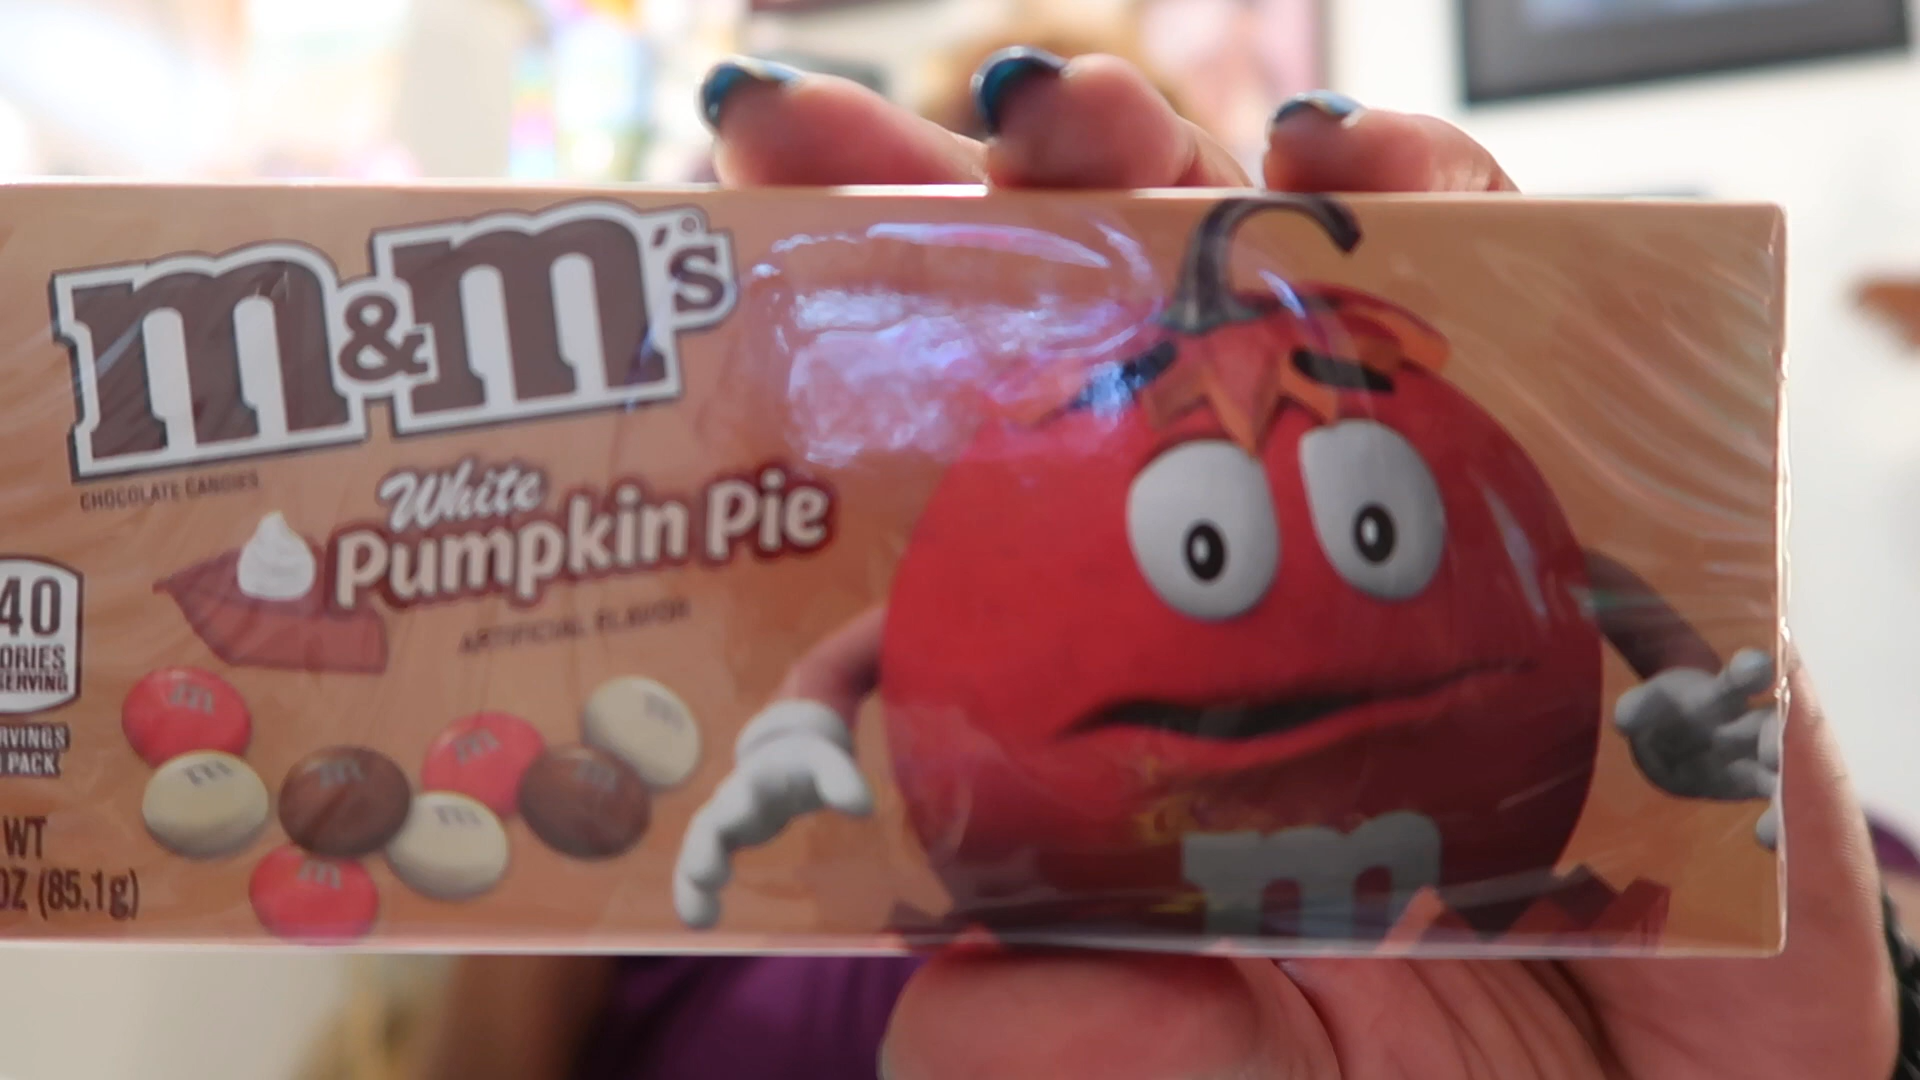 m&m's®
CHOCOLATE CANDIES
White
Pumpkin Pie
ARTIFICIAL FLAVOR
40
ORIES
SERVING
RVINGS
PACK
WT
OZ (85.1g)
m
m
m
m
m
m
m
m
m